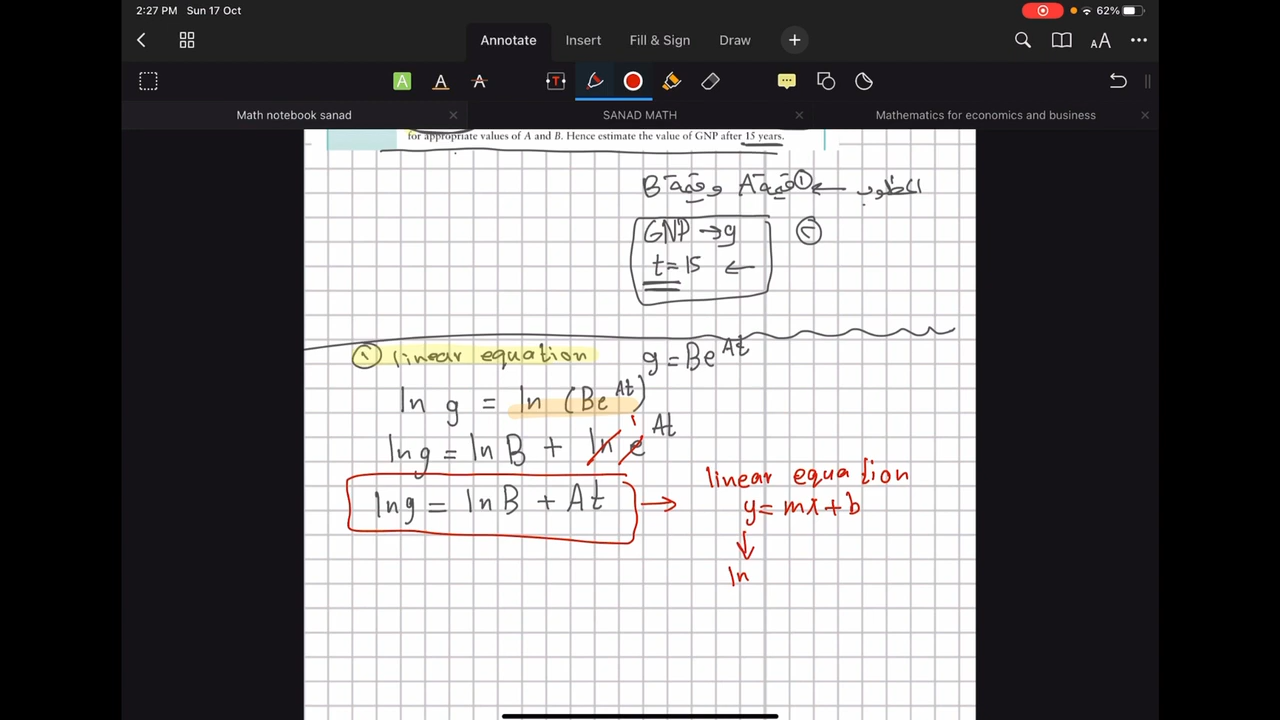 2:27 PM Sun 17 Oct 62%
Annotate Insert Fill & Sign Draw
Math notebook sanad SANAD MATH Mathematics for economics and business
for appropriate values of A and B. Hence estimate the value of GNP after 15 years.
المطلوب ← ① قيمة A و قيمة B
② GNP → g
t = 15 ←
① linear equation g = Be^At
ln g = ln (Be^At)
ln g = ln B + ln e^At
ln g = ln B + At →
linear equation
y = mx + b
↓
ln